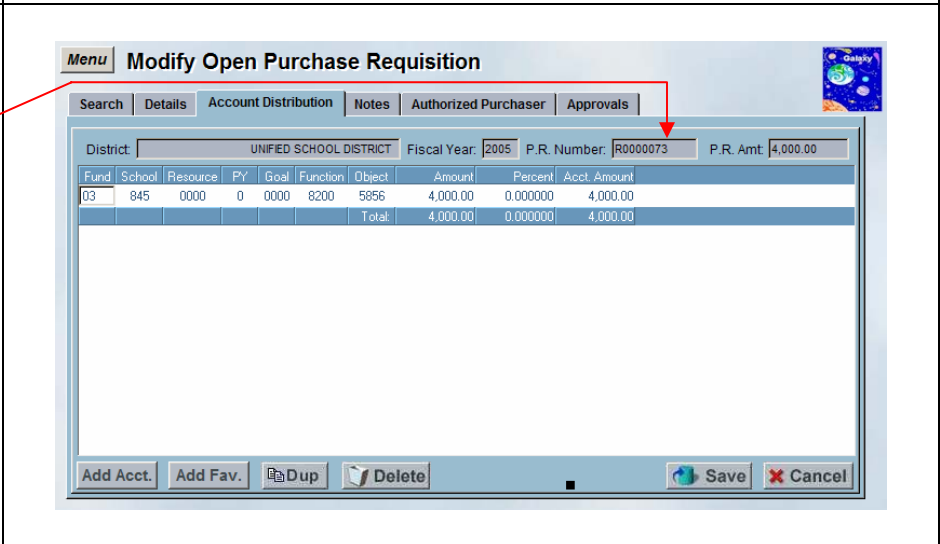 Menu Modify Open Purchase Requisition
Galaxy
Search Details Account Distribution Notes Authorized Purchaser Approvals
District: UNIFIED SCHOOL DISTRICT Fiscal Year: 2005 P.R. Number: R0000073 P.R. Amt: 4,000.00
Fund School Resource PY Goal Function Object Amount Percent Acct. Amount
03 845 0000 0 0000 8200 5856 4,000.00 0.000000 4,000.00
Total: 4,000.00 0.000000 4,000.00
Add Acct. Add Fav. Dup Delete Save Cancel